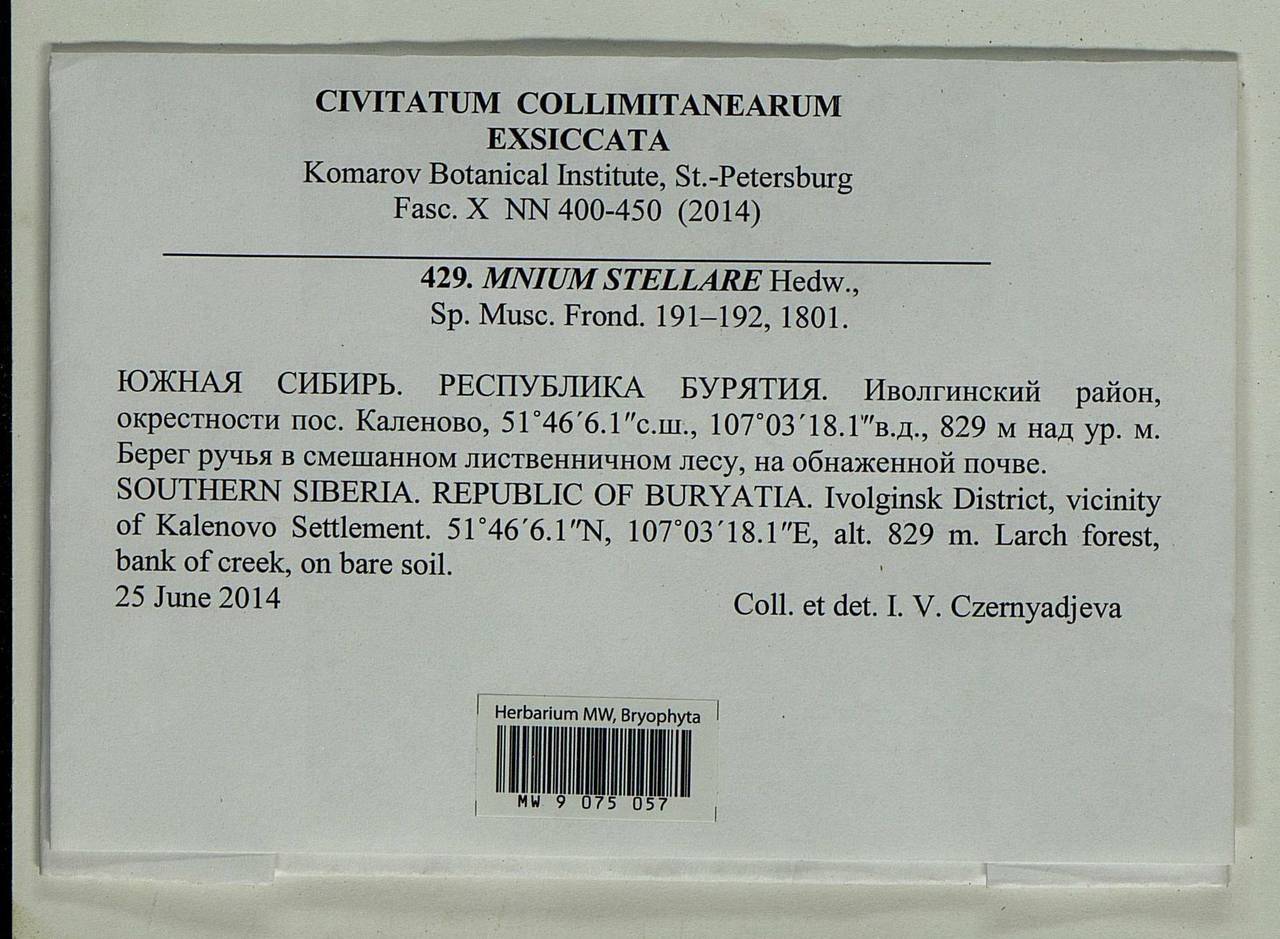 CIVITATUM COLLIMITANEARUM
EXSICCATA
Komarov Botanical Institute, St.-Petersburg
Fasc. X NN 400-450 (2014)
429. MNIUM STELLARE Hedw.,
Sp. Musc. Frond. 191–192, 1801.
ЮЖНАЯ СИБИРЬ. РЕСПУБЛИКА БУРЯТИЯ. Иволгинский район,
окрестности пос. Каленово, 51˚46´6.1″с.ш., 107˚03´18.1‴в.д., 829 м над ур. м.
Берег ручья в смешанном лиственничном лесу, на обнаженной почве.
SOUTHERN SIBERIA. REPUBLIC OF BURYATIA. Ivolginsk District, vicinity
of Kalenovo Settlement. 51˚46´6.1″N, 107˚03´18.1″E, alt. 829 m. Larch forest,
bank of creek, on bare soil.
25 June 2014
Coll. et det. I. V. Czernyadjeva
Herbarium MW, Bryophyta
MW 9 075 057